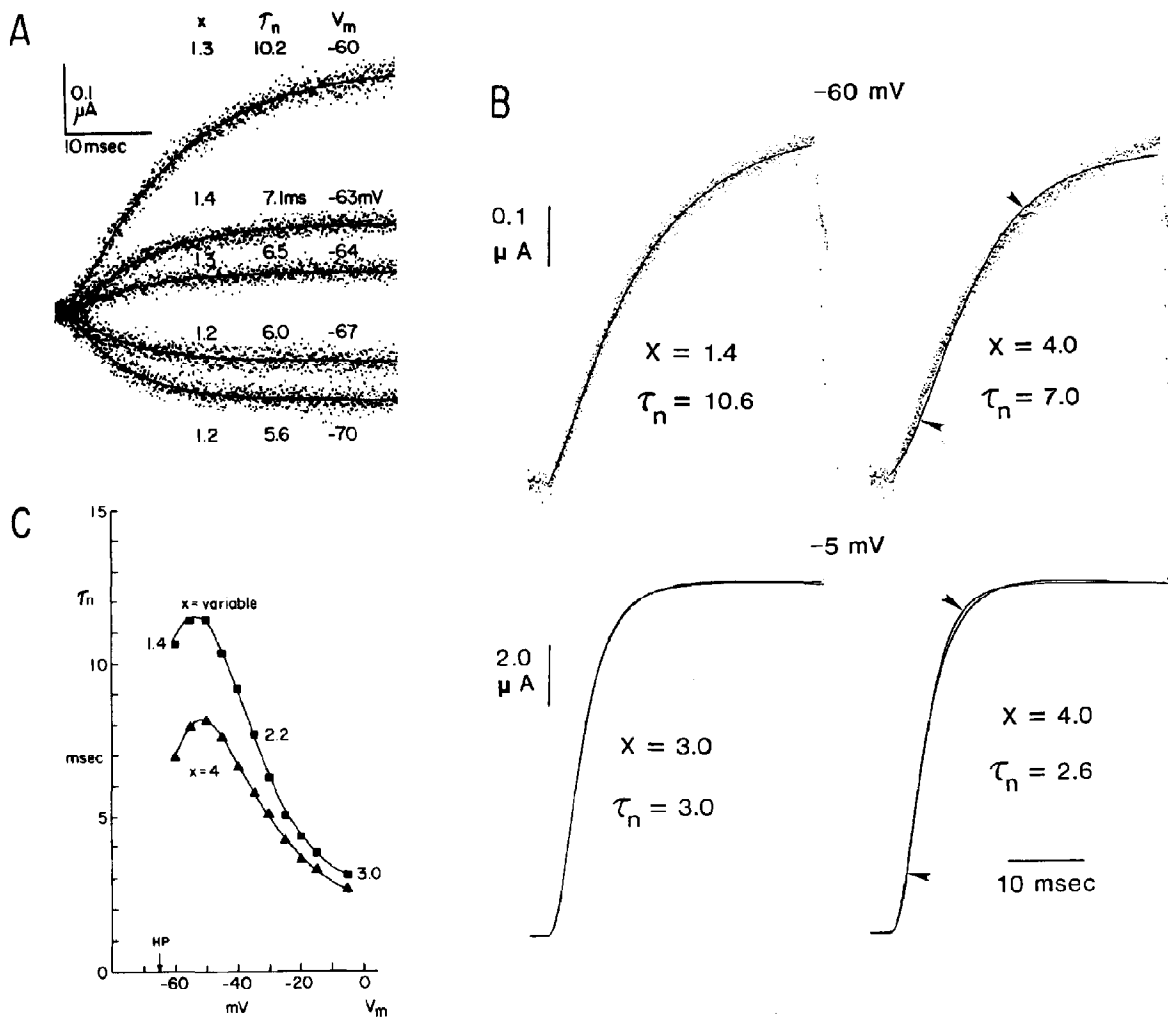 A
x τn Vm
1.3 10.2 -60
0.1
μA
10 msec
1.4 7.1ms -63mV
1.3 6.5 -64
1.2 6.0 -67
1.2 5.6 -70
B
-60 mV
0.1
μ A
X = 1.4
τn = 10.6
X = 4.0
τn = 7.0
-5 mV
2.0
μ A
X = 3.0
τn = 3.0
X = 4.0
τn = 2.6
10 msec
C
15
τn
x = variable
1.4
10
2.2
msec
x = 4
5
3.0
HP
0
-60 -40 -20 0
mV Vm